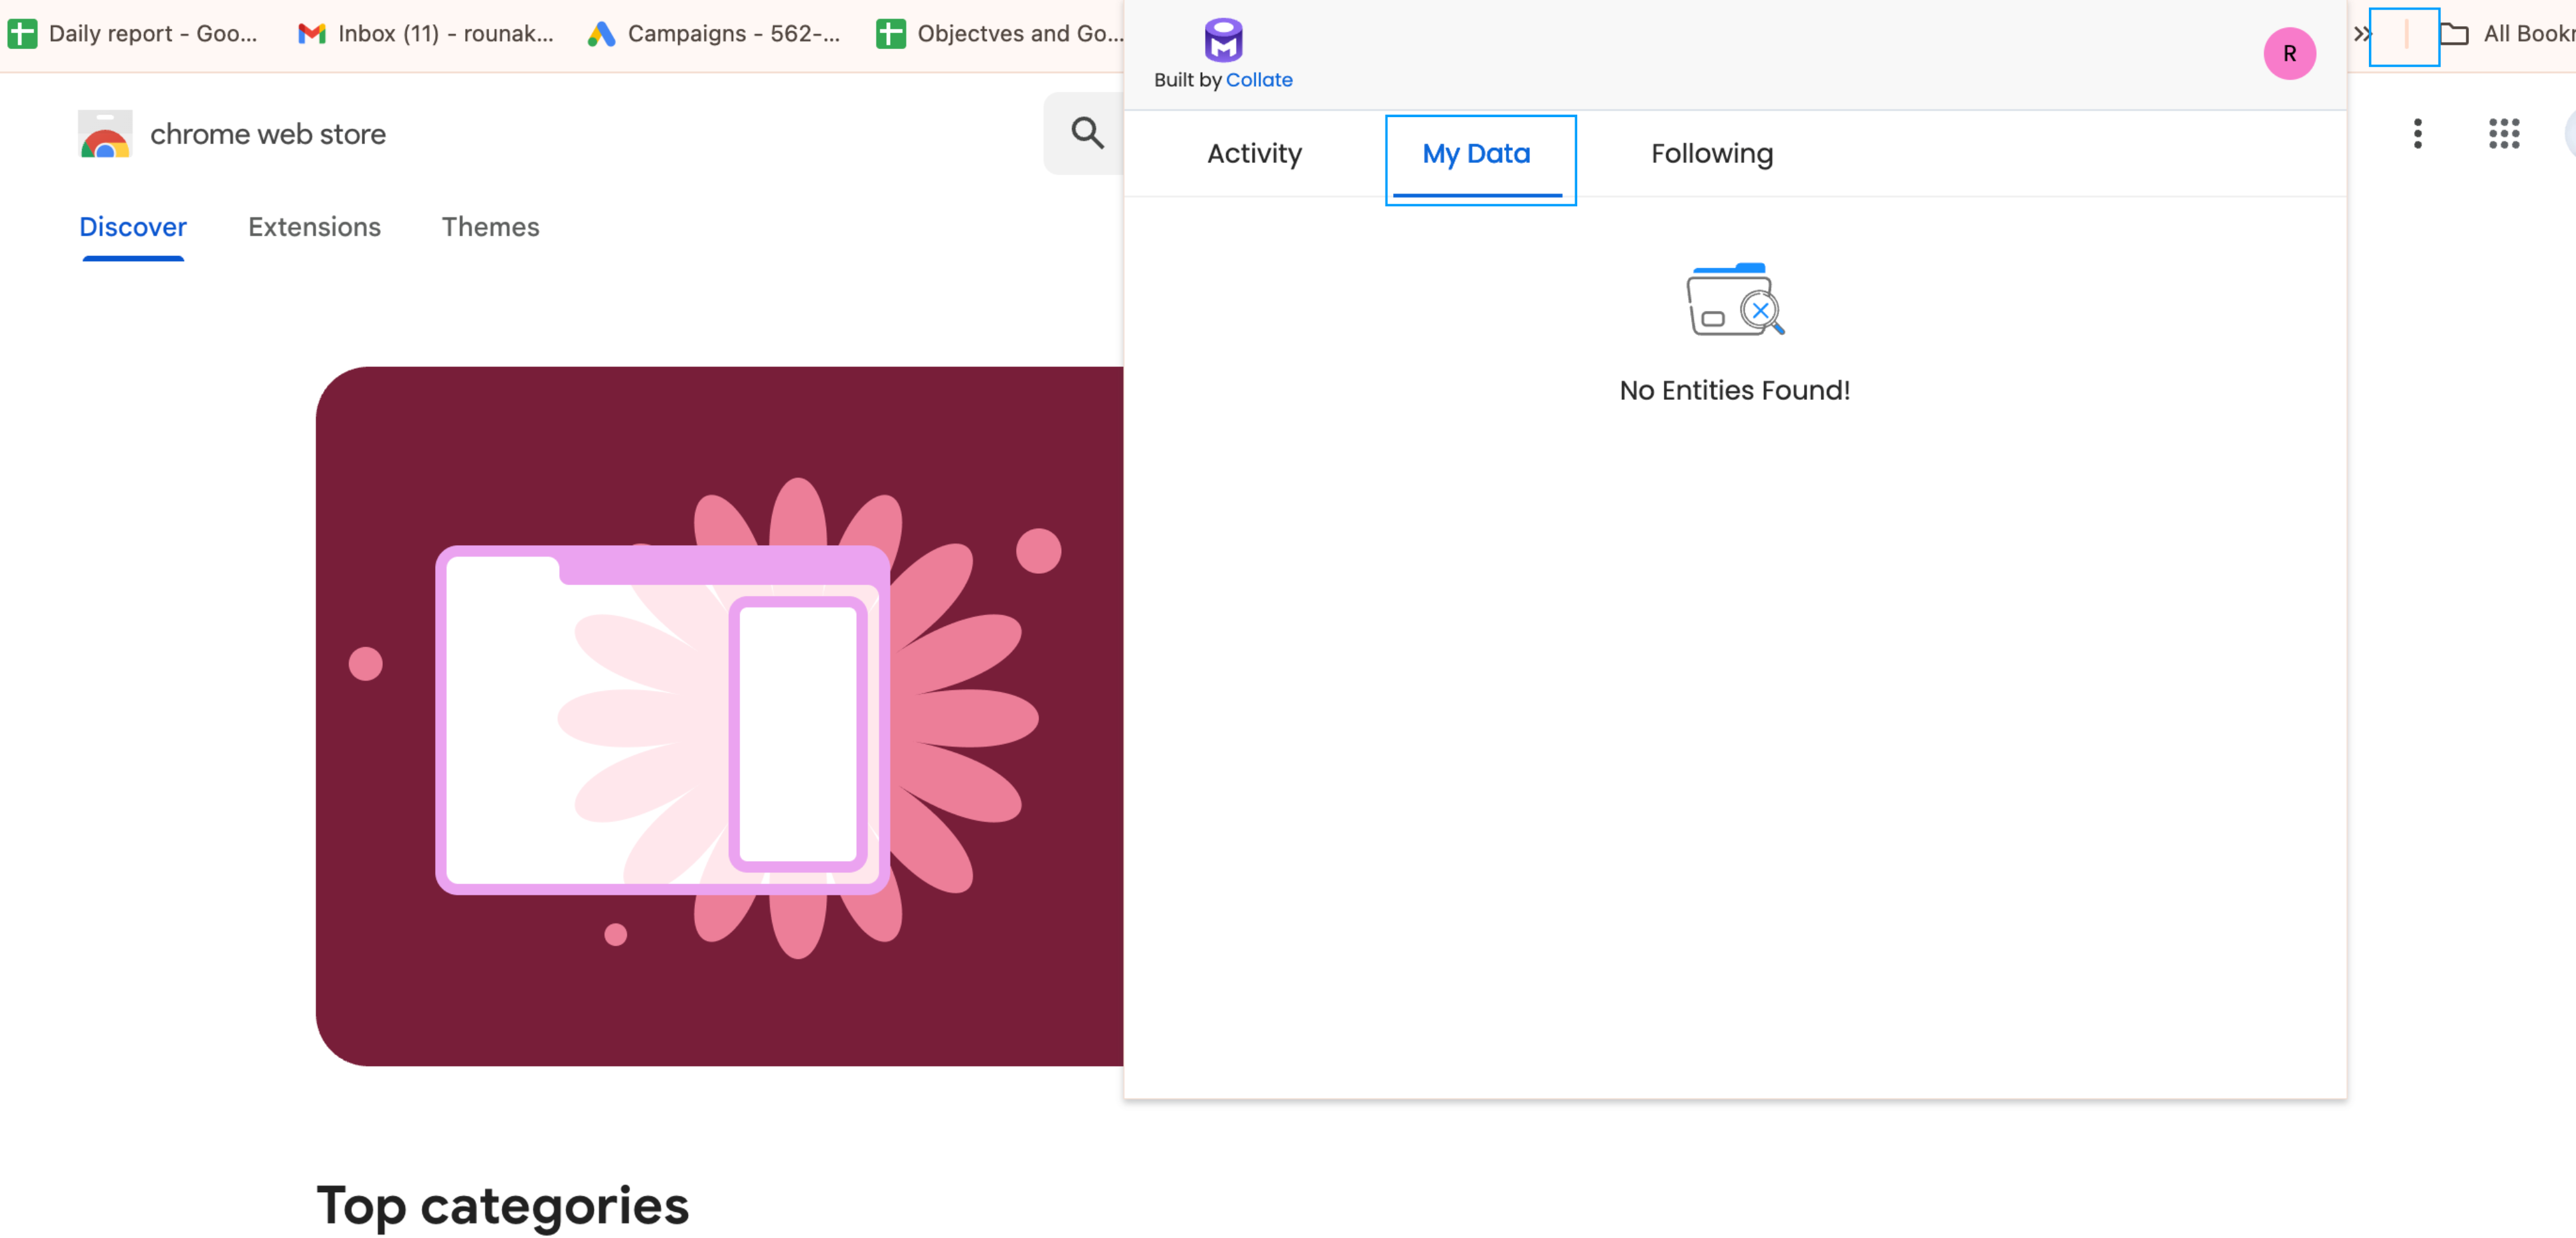 Daily report - Goo...
Inbox (11) - rounak...
Campaigns - 562-...
Objectves and Go...
»
All Bookr
Built by Collate
R
chrome web store
Activity
My Data
Following
Discover
Extensions
Themes
No Entities Found!
Top categories